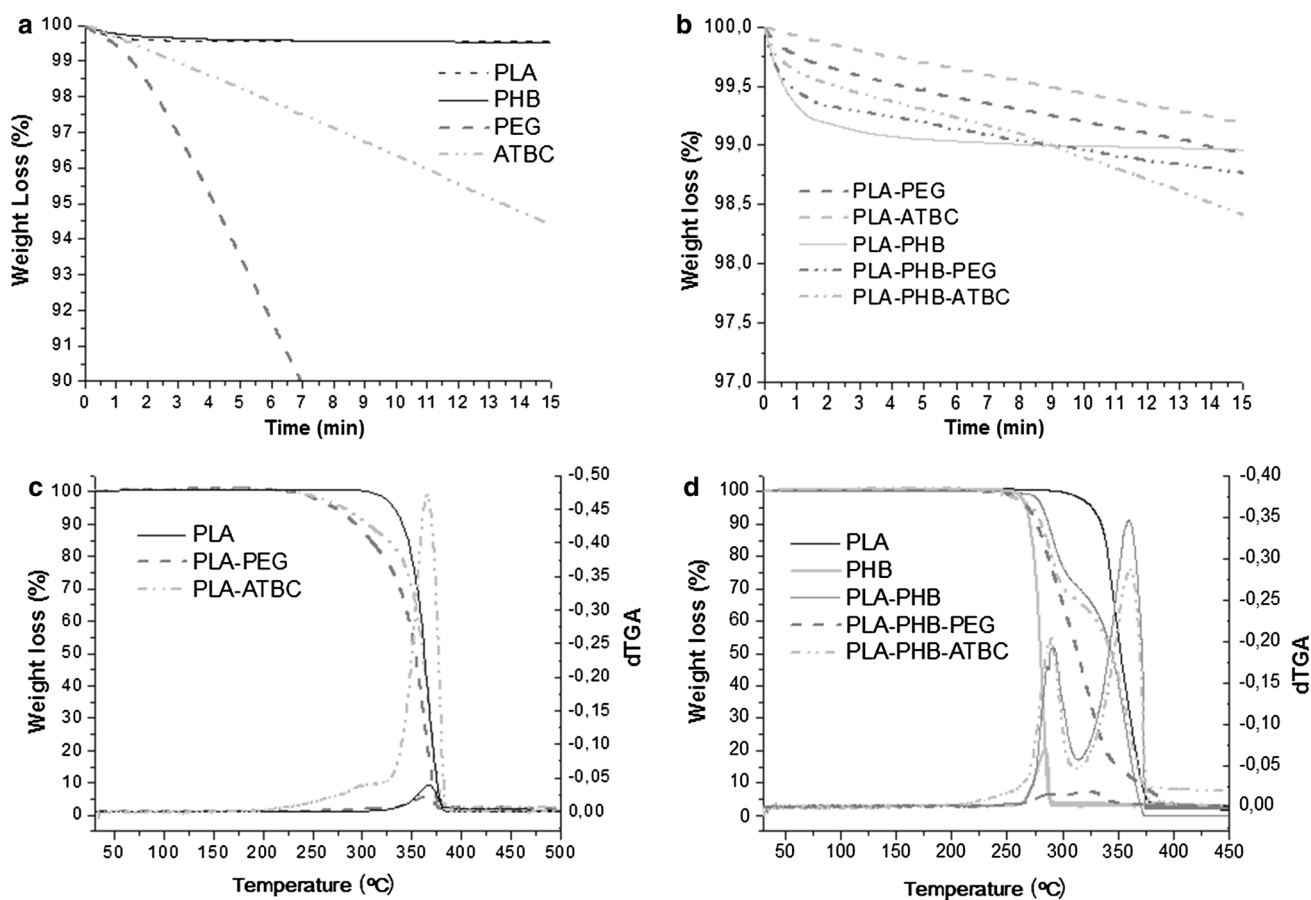 a
100
99
98
97
96
95
94
93
92
91
90
Weight Loss (%)
PLA
PHB
PEG
ATBC
0 1 2 3 4 5 6 7 8 9 10 11 12 13 14 15
Time (min)
b
100,0
99,5
99,0
98,5
98,0
97,5
97,0
Weight loss (%)
PLA-PEG
PLA-ATBC
PLA-PHB
PLA-PHB-PEG
PLA-PHB-ATBC
0 1 2 3 4 5 6 7 8 9 10 11 12 13 14 15
Time (min)
c
100
90
80
70
60
50
40
30
20
10
0
Weight loss (%)
PLA
PLA-PEG
PLA-ATBC
-0,50
-0,45
-0,40
-0,35
-0,30
-0,25
-0,20
-0,15
-0,10
-0,05
0,00
dTGA
50 100 150 200 250 300 350 400 450 500
Temperature (ºC)
d
100
90
80
70
60
50
40
30
20
10
0
Weight loss (%)
PLA
PHB
PLA-PHB
PLA-PHB-PEG
PLA-PHB-ATBC
-0,40
-0,35
-0,30
-0,25
-0,20
-0,15
-0,10
-0,05
0,00
dTGA
50 100 150 200 250 300 350 400 450
Temperature (ºC)